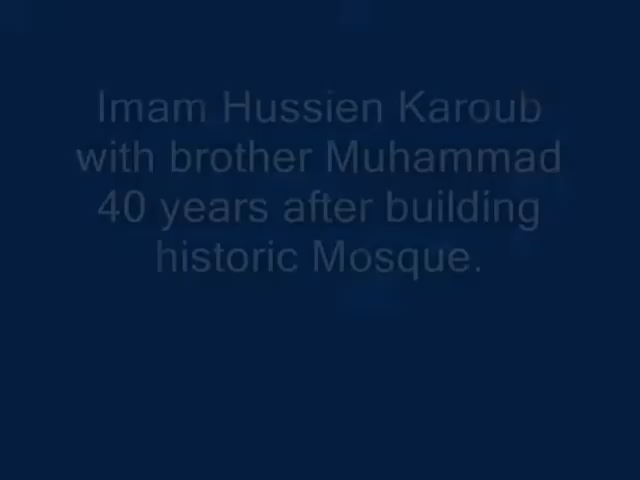 Imam Hussien Karoub
with brother Muhammad
40 years after building
historic Mosque.